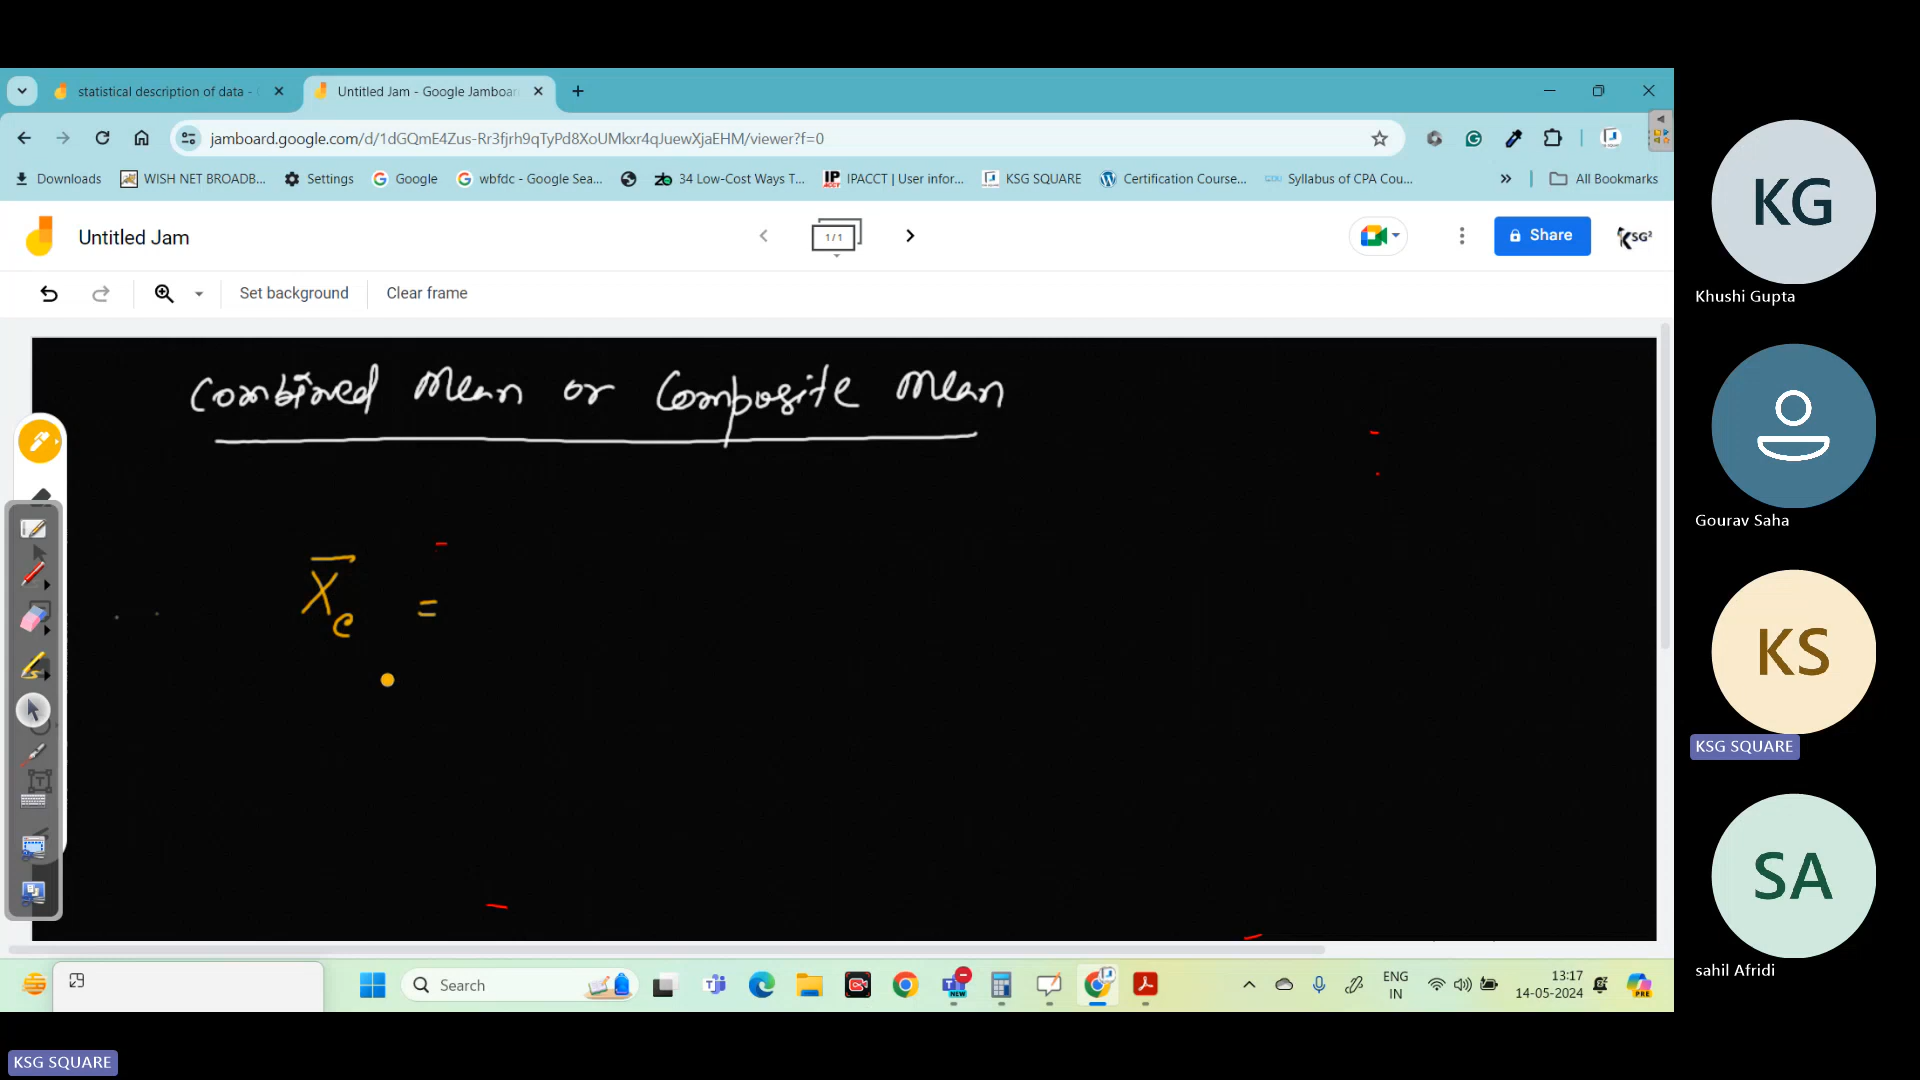 statistical description of data -
Untitled Jam - Google Jamboar
jamboard.google.com/d/1dGQmE4Zus-Rr3fjrh9qTyPd8XoUMkxr4qJuewXjaEHM/viewer?f=0
Downloads WISH NET BROADB... Settings Google wbfdc - Google Sea... 34 Low-Cost Ways T... IPACCT | User infor... KSG SQUARE Certification Course... Syllabus of CPA Cou... » All Bookmarks
Untitled Jam
1/1
Share
KSG²
Set background Clear frame
Combined Mean or Composite Mean
X̄c =
Search
ENG
IN
13:17
14-05-2024
KG
Khushi Gupta
Gourav Saha
KS
KSG SQUARE
SA
sahil Afridi
KSG SQUARE